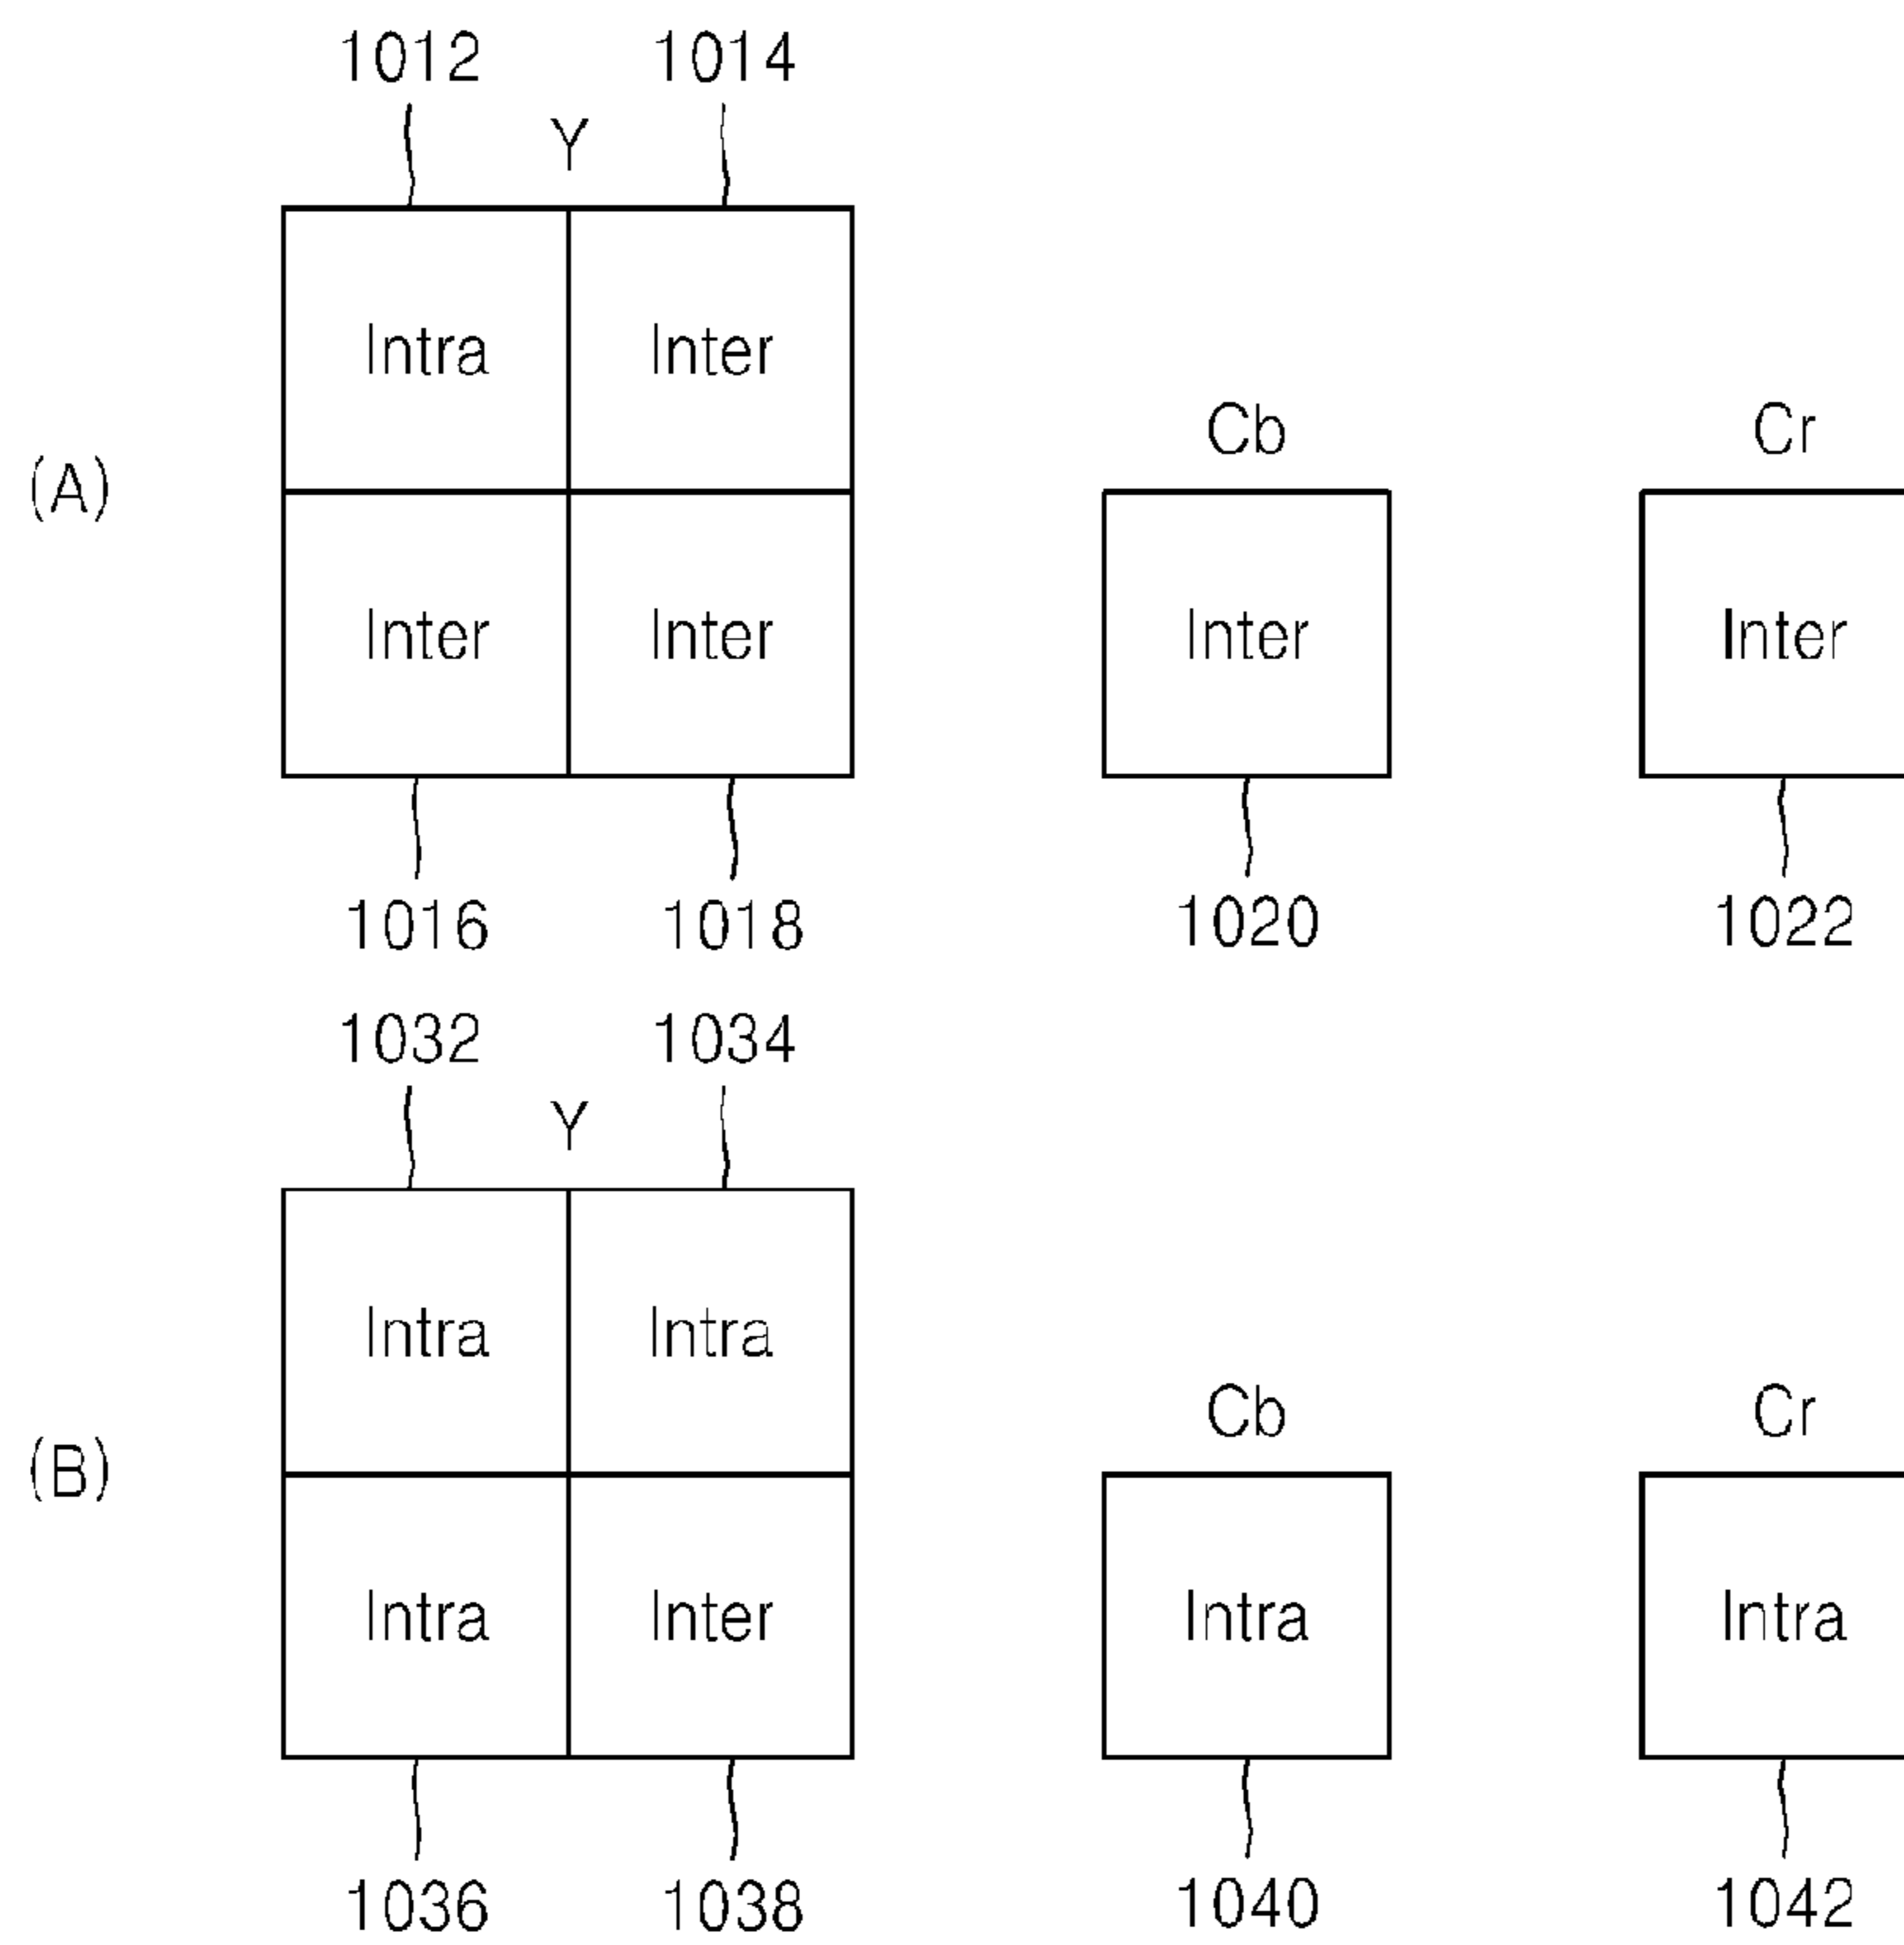 1012 1014
Y
Intra Inter
Cb Cr
(A)
Inter Inter Inter Inter
1016 1018 1020 1022
1032 1034
Y
Intra Intra
Cb Cr
(B)
Intra Inter Intra Intra
1036 1038 1040 1042